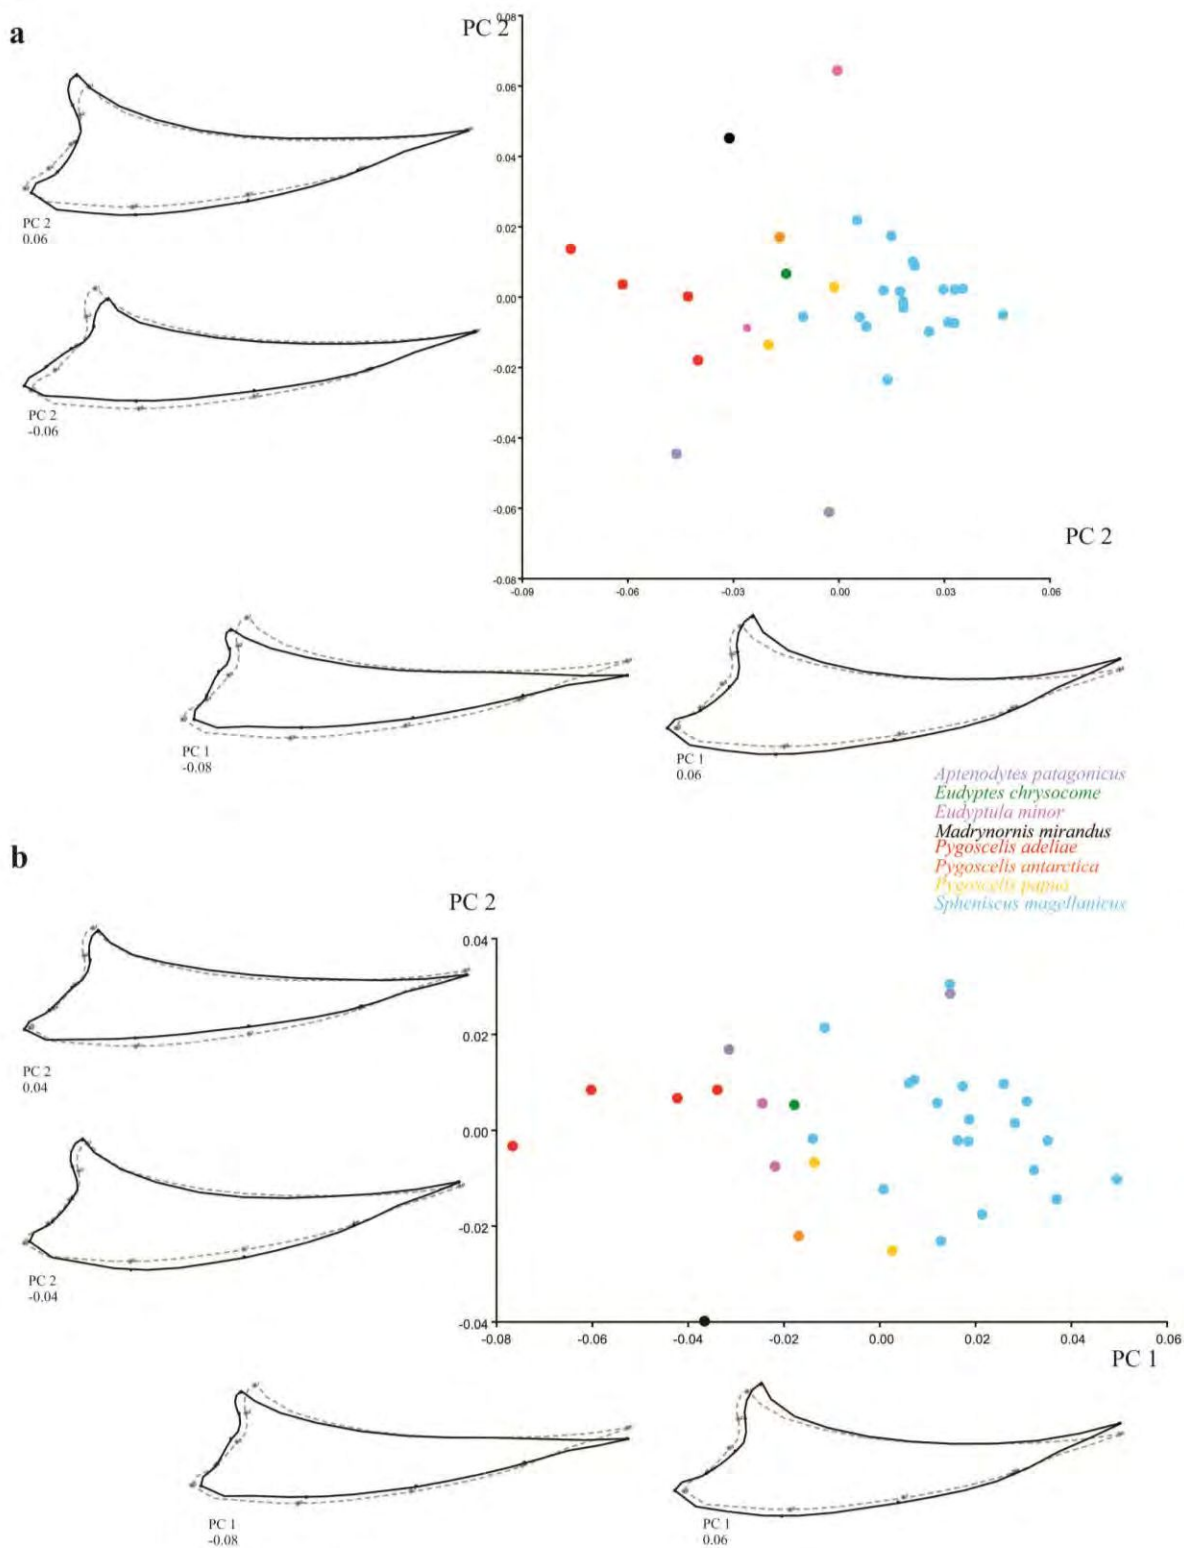 a
PC 2
0.08
0.06
0.04
0.02
0.00
-0.02
-0.04
-0.06
-0.08
-0.09
-0.06
-0.03
0.00
0.03
0.06
PC 2
PC 2
0.06
PC 2
-0.06
PC 1
-0.08
PC 1
0.06
Aptenodytes patagonicus
Eudyptes chrysocome
Eudyptula minor
Madrynornis mirandus
Pygoscelis adeliae
Pygoscelis antarctica
Pygoscelis papua
Spheniscus magellanicus
b
PC 2
0.04
0.02
0.00
-0.02
-0.04
-0.08
-0.06
-0.04
-0.02
0.00
0.02
0.04
0.06
PC 1
PC 2
0.04
PC 2
-0.04
PC 1
-0.08
PC 1
0.06